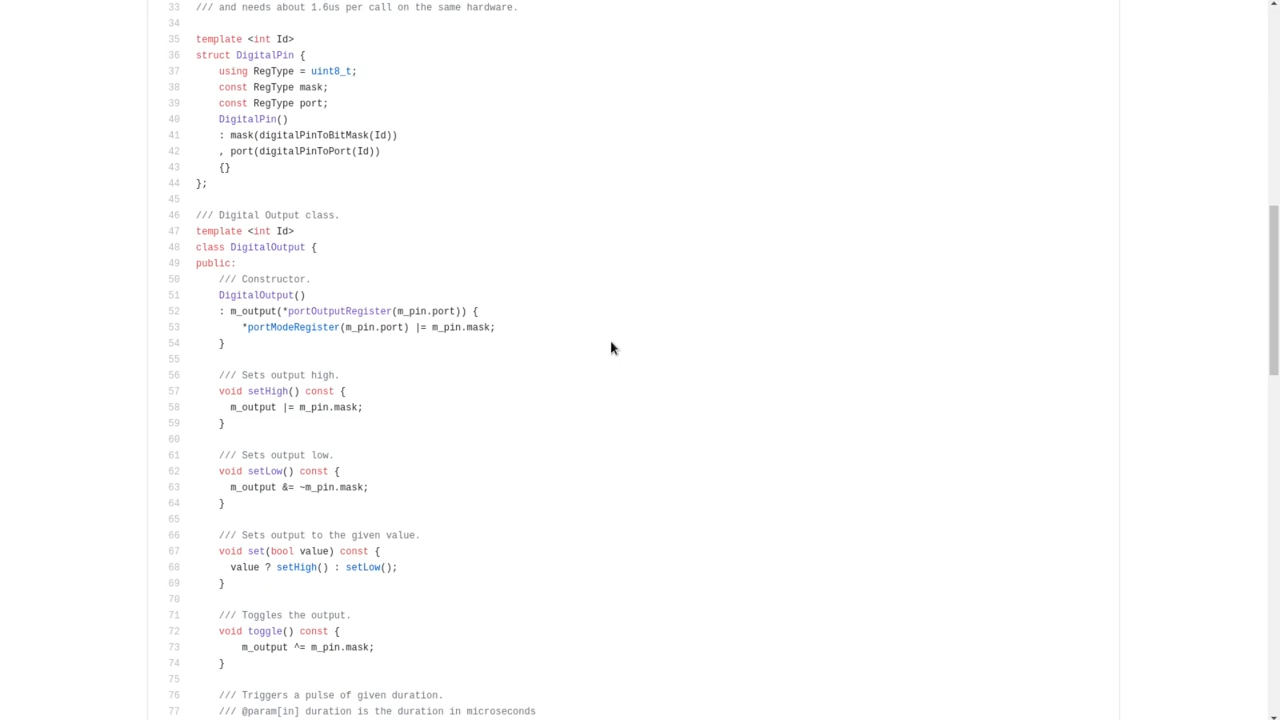 33 /// and needs about 1.6us per call on the same hardware.
34
35 template <int Id>
36 struct DigitalPin {
37     using RegType = uint8_t;
38     const RegType mask;
39     const RegType port;
40     DigitalPin()
41     : mask(digitalPinToBitMask(Id))
42     , port(digitalPinToPort(Id))
43     {}
44 };
45
46 /// Digital Output class.
47 template <int Id>
48 class DigitalOutput {
49 public:
50     /// Constructor.
51     DigitalOutput()
52     : m_output(*portOutputRegister(m_pin.port)) {
53         *portModeRegister(m_pin.port) |= m_pin.mask;
54     }
55
56     /// Sets output high.
57     void setHigh() const {
58       m_output |= m_pin.mask;
59     }
60
61     /// Sets output low.
62     void setLow() const {
63       m_output &= ~m_pin.mask;
64     }
65
66     /// Sets output to the given value.
67     void set(bool value) const {
68       value ? setHigh() : setLow();
69     }
70
71     /// Toggles the output.
72     void toggle() const {
73         m_output ^= m_pin.mask;
74     }
75
76     /// Triggers a pulse of given duration.
77     /// @param[in] duration is the duration in microseconds